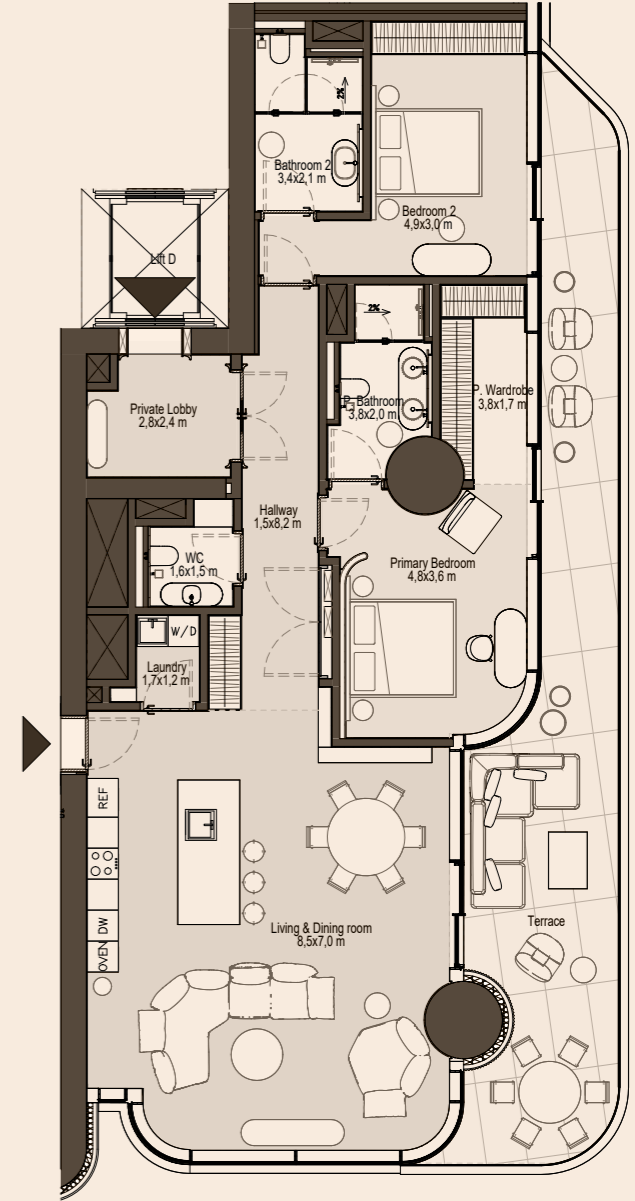 2%
Bathroom 2
3,4x2,1 m
Bedroom 2
4,9x3,0 m
Lift D
2%
P. Wardrobe
3,8x1,7 m
P. Bathroom
3,8x2,0 m
Private Lobby
2,8x2,4 m
Hallway
1,5x8,2 m
WC
1,6x1,5 m
Primary Bedroom
4,8x3,6 m
W/D
Laundry
1,7x1,2 m
REF
DW
OVEN
Living & Dining room
8,5x7,0 m
Terrace